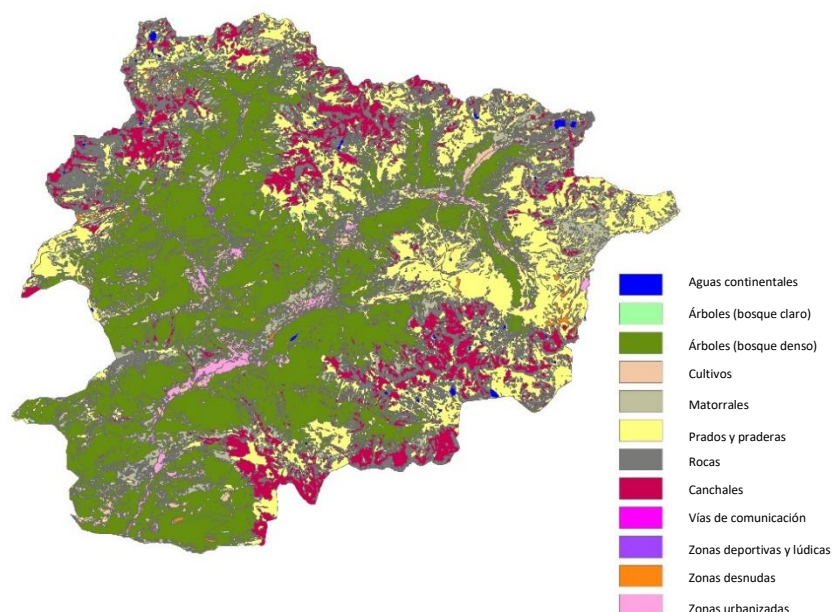 Aguas continentales
Árboles (bosque claro)
Árboles (bosque denso)
Cultivos
Matorrales
Prados y praderas
Rocas
Canchales
Vías de comunicación
Zonas deportivas y lúdicas
Zonas desnudas
Zonas urbanizadas